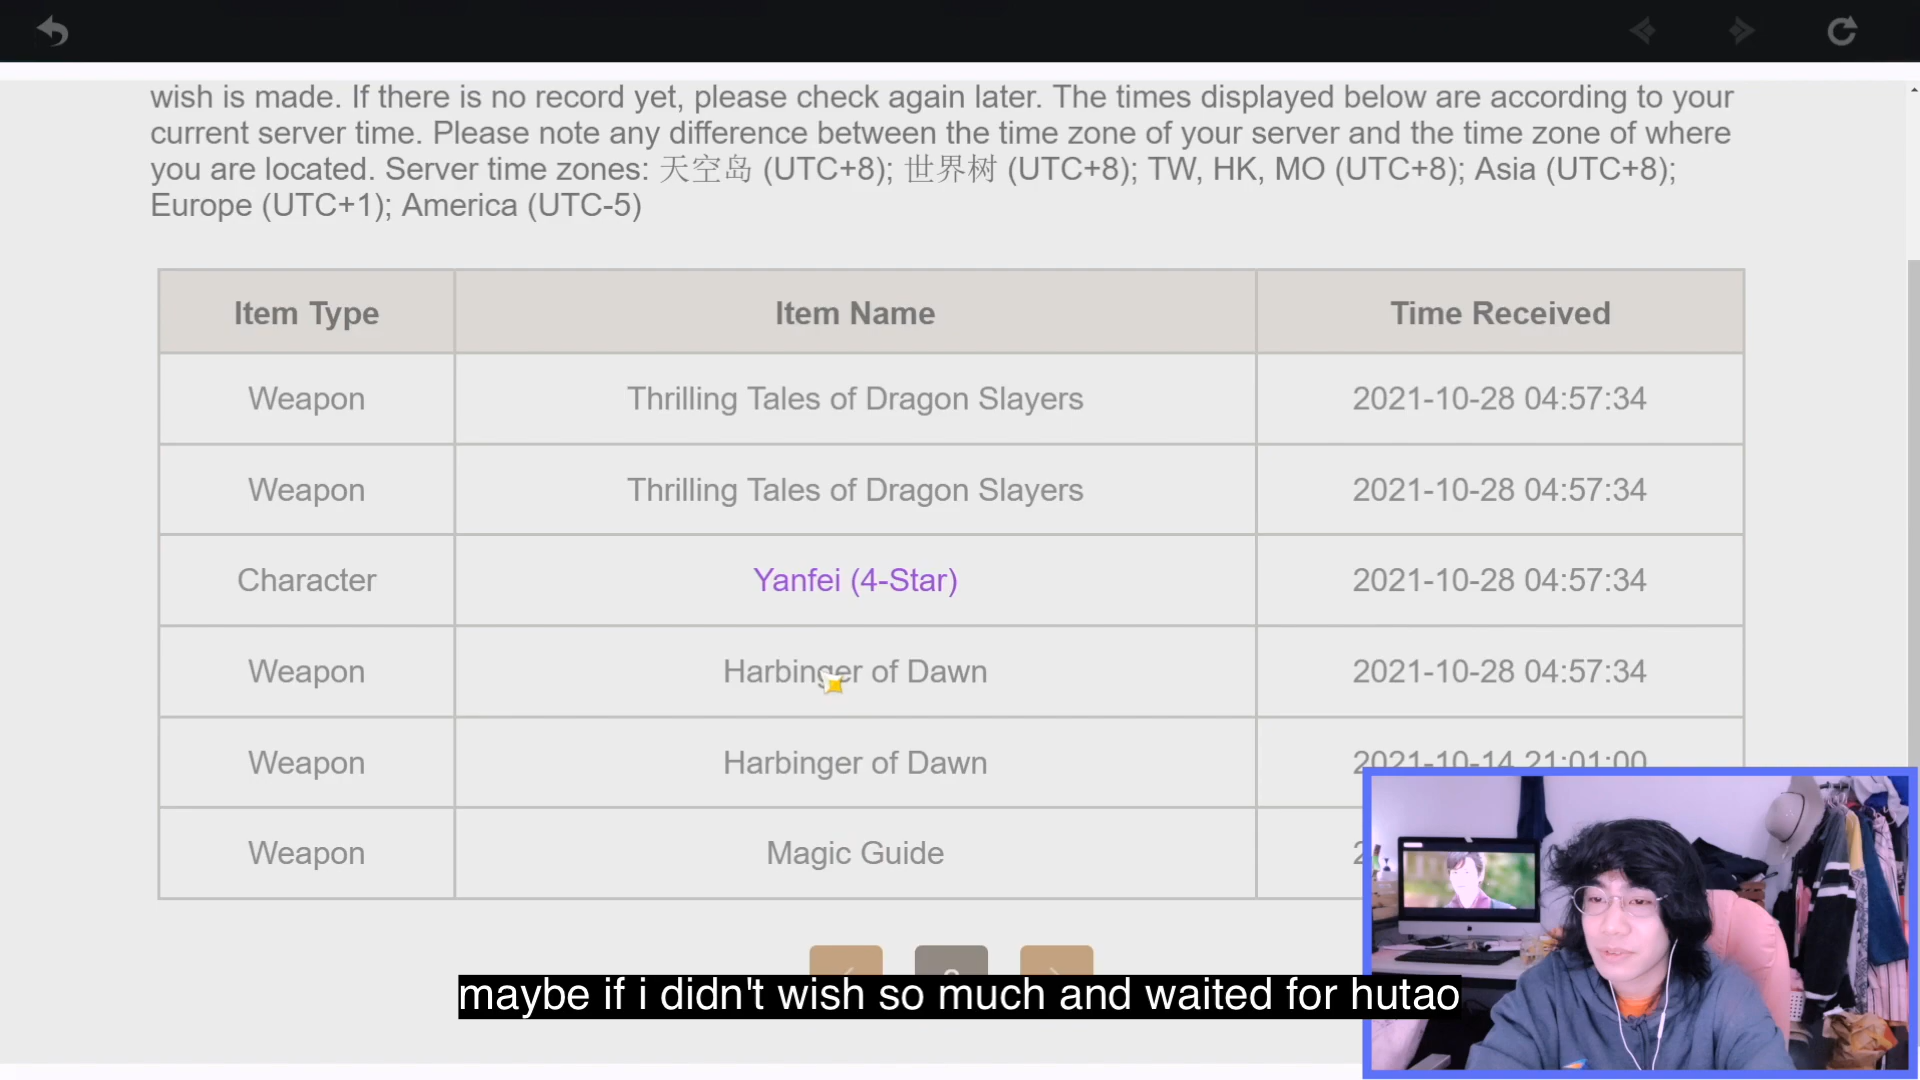 wish is made. If there is no record yet, please check again later. The times displayed below are according to your
current server time. Please note any difference between the time zone of your server and the time zone of where
you are located. Server time zones: 天空岛 (UTC+8); 世界树 (UTC+8); TW, HK, MO (UTC+8); Asia (UTC+8);
Europe (UTC+1); America (UTC-5)
Item Type Item Name Time Received
Weapon Thrilling Tales of Dragon Slayers 2021-10-28 04:57:34
Weapon Thrilling Tales of Dragon Slayers 2021-10-28 04:57:34
Character Yanfei (4-Star) 2021-10-28 04:57:34
Weapon Harbinger of Dawn 2021-10-28 04:57:34
Weapon Harbinger of Dawn 2021-10-14 21:01:00
Weapon Magic Guide
maybe if i didn't wish so much and waited for hutao